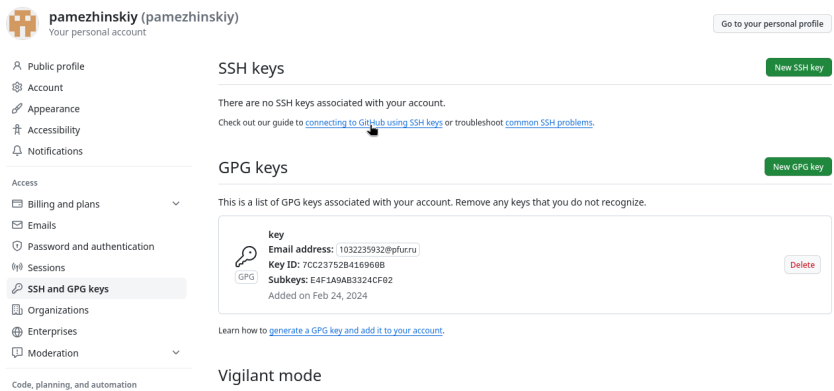 pamezhinskiy (pamezhinskiy)
Your personal account
Go to your personal profile
Public profile
Account
Appearance
Accessibility
Notifications
Access
Billing and plans
Emails
Password and authentication
Sessions
SSH and GPG keys
Organizations
Enterprises
Moderation
Code, planning, and automation
SSH keys
New SSH key
There are no SSH keys associated with your account.
Check out our guide to connecting to GitHub using SSH keys or troubleshoot common SSH problems.
GPG keys
New GPG key
This is a list of GPG keys associated with your account. Remove any keys that you do not recognize.
key
Email address: 1032235932@pfur.ru
Key ID: 7CC23752B416960B
Subkeys: E4F1A9AB3324CF02
Added on Feb 24, 2024
GPG
Delete
Learn how to generate a GPG key and add it to your account.
Vigilant mode